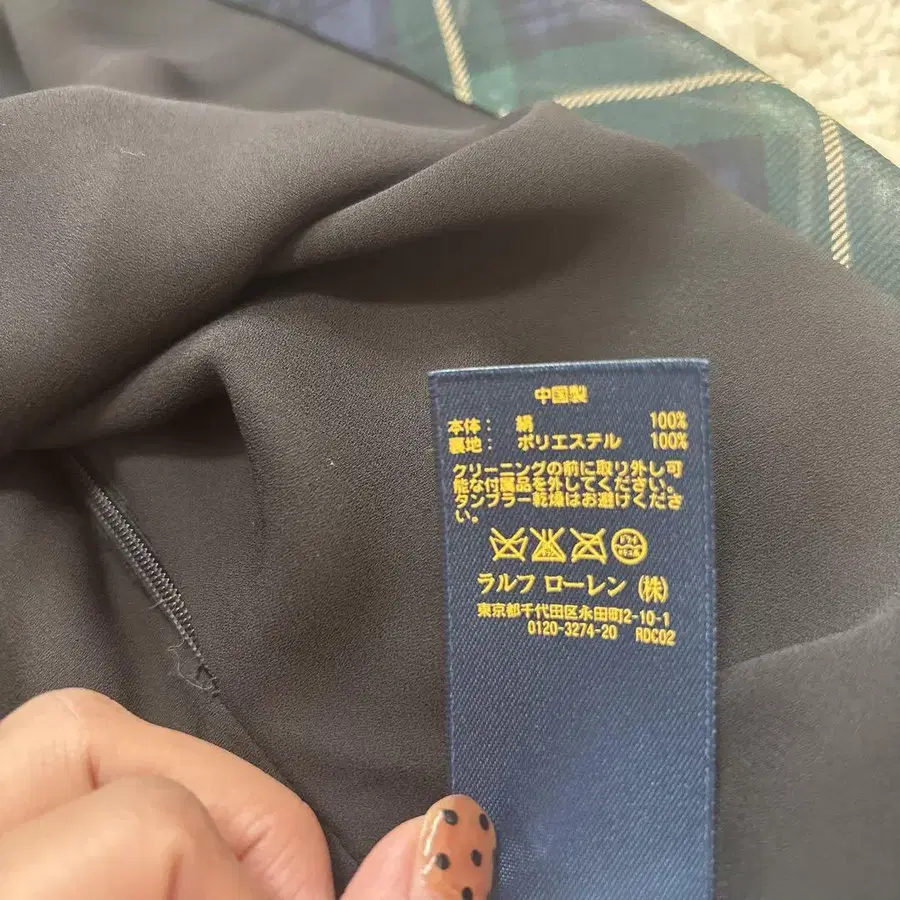 中国製
本体： 絹 100%
裏地： ポリエステル 100%
クリーニングの前に取り外し可
能な付属品を外してください。
タンブラー乾燥はお避けくださ
い。
ドライ
ラルフ ローレン (株)
東京都千代田区永田町2-10-1
0120-3274-20 RDC02